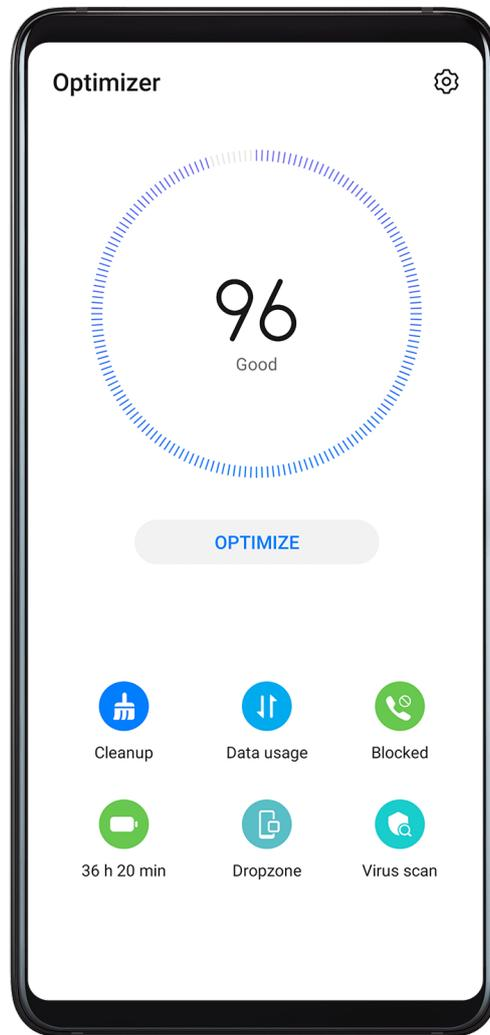 Optimizer
96
Good
OPTIMIZE
Cleanup
Data usage
Blocked
36 h 20 min
Dropzone
Virus scan